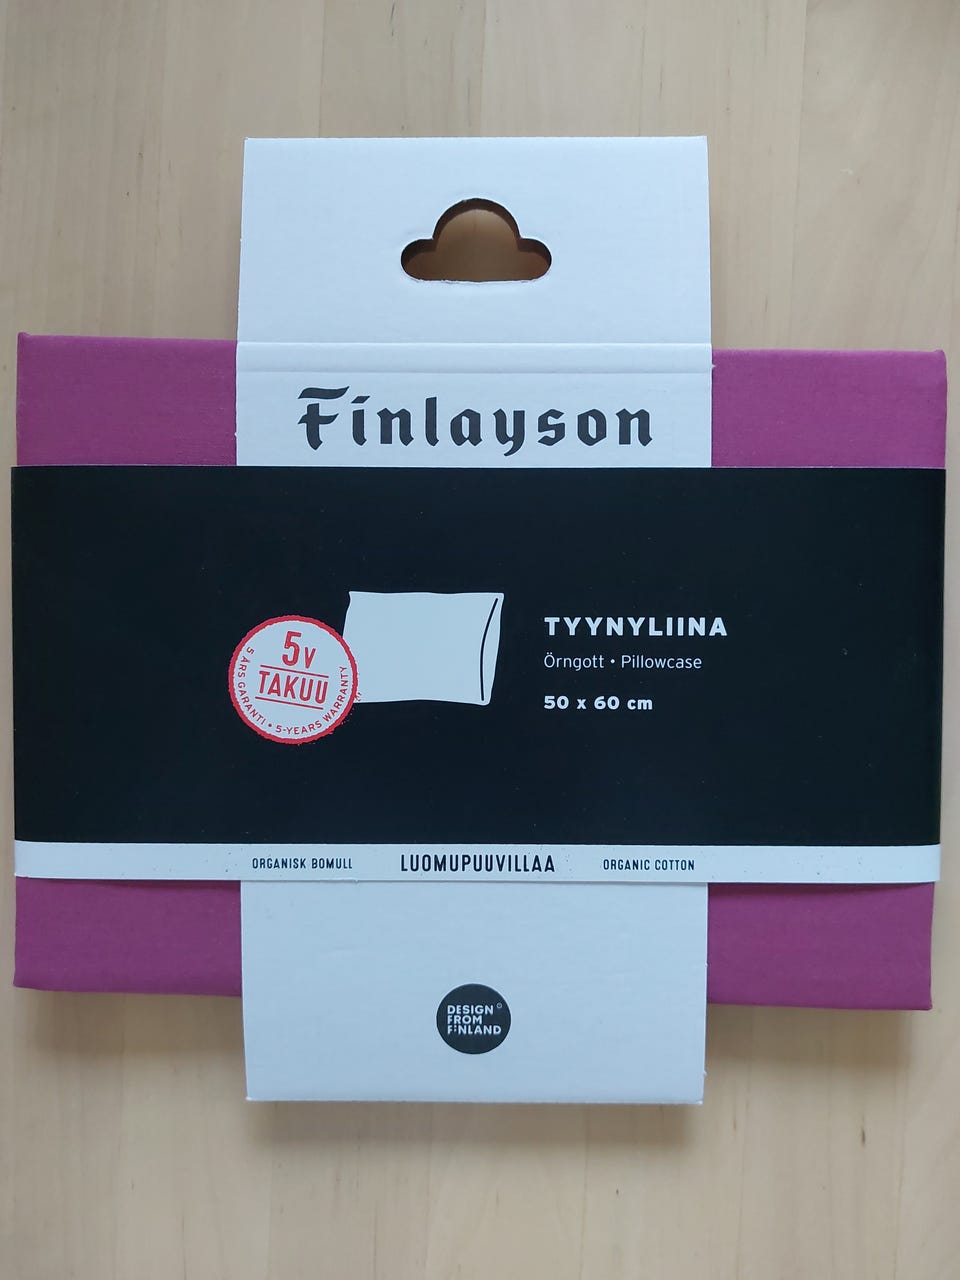 Finlayson
5v
TAKUU
5 ÅRS GARANTI • 5-YEARS WARRANTY
TYYNYLIINA
Örngott • Pillowcase
50 x 60 cm
ORGANISK BOMULL LUOMUPUUVILLAA ORGANIC COTTON
DESIGN
FROM
FINLAND